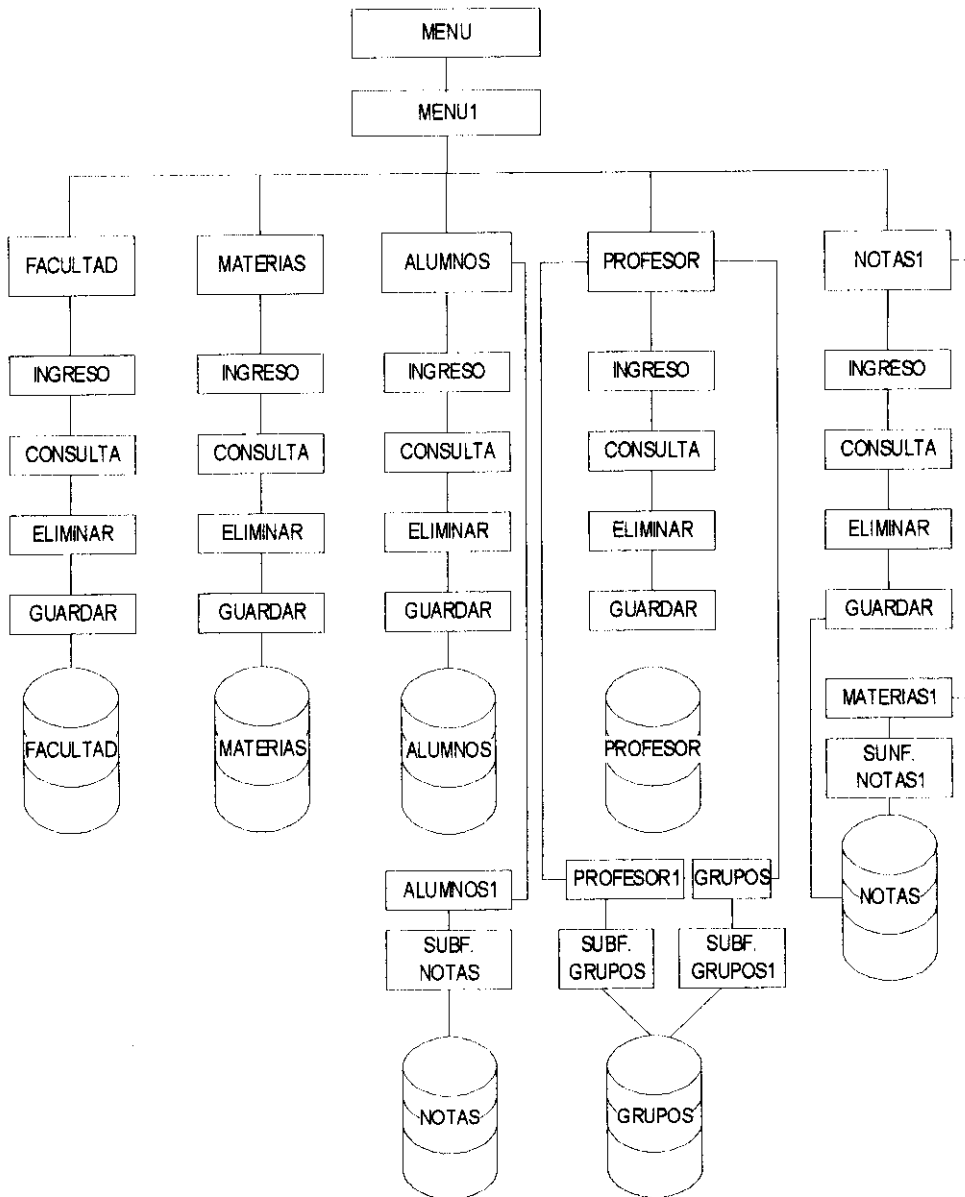 MENU
MENU1
FACULTAD
MATERIAS
ALUMNOS
PROFESOR
NOTAS1
INGRESO
INGRESO
INGRESO
INGRESO
INGRESO
CONSULTA
CONSULTA
CONSULTA
CONSULTA
CONSULTA
ELIMINAR
ELIMINAR
ELIMINAR
ELIMINAR
ELIMINAR
GUARDAR
GUARDAR
GUARDAR
GUARDAR
GUARDAR
MATERIAS1
FACULTAD
MATERIAS
ALUMNOS
PROFESOR
SUNF.
NOTAS1
ALUMNOS1
PROFESOR1
GRUPOS
NOTAS
SUBF.
NOTAS
SUBF.
GRUPOS
SUBF.
GRUPOS1
NOTAS
GRUPOS